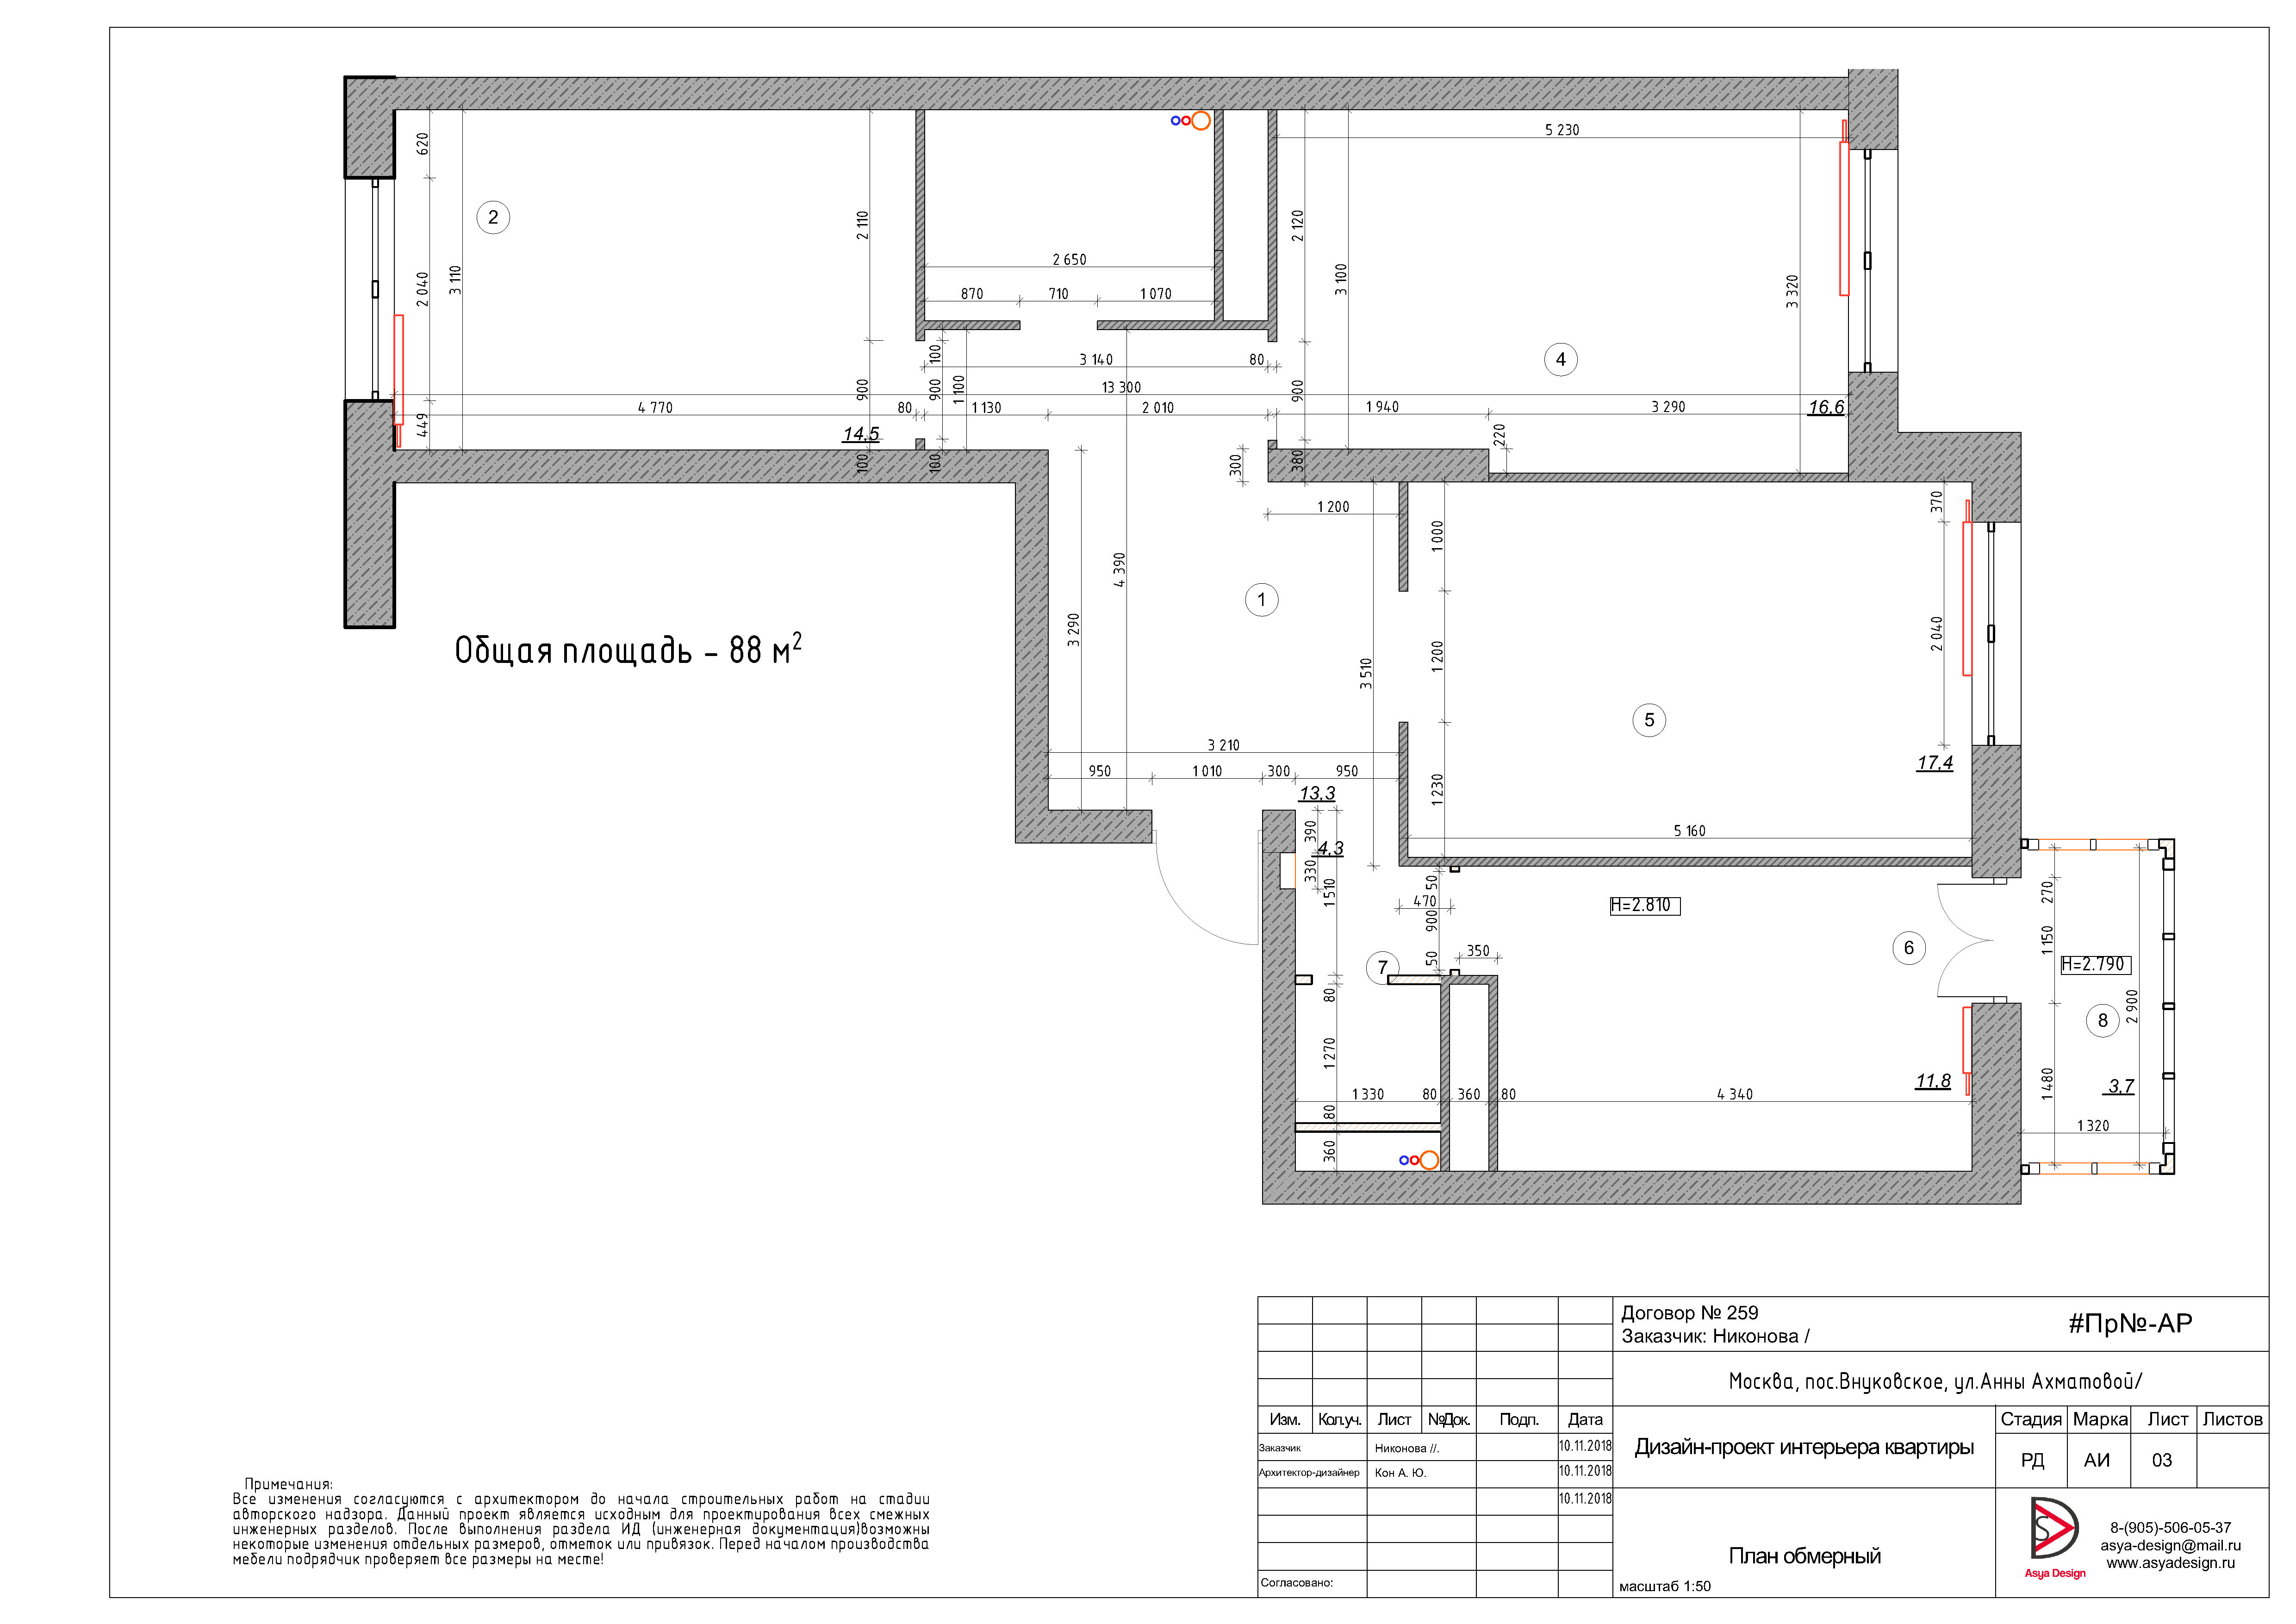 5 230
620
2
2 110
2 120
2 040
3 110
2 650
3 100
3 320
870
710
1 070
100
3 140
80
4
900
900
1 100
13 300
900
4 770
80
1 130
2 010
1 940
3 290
16,6
449
14,5
220
100
100
300
380
1 200
370
1 000
4 390
1
3 290
Общая площадь – 88 м²
1 200
2 040
3 510
5
3 210
950
1 010
300
950
17,4
13,3
1 230
390
5 160
4,3
330
1 510
50
270
470
900
H=2.810
350
6
1 150
50
7
H=2.790
80
2 900
8
1 270
11,8
1 480
3,7
1 330
80
360
80
4 340
80
1 320
360
Договор № 259
Заказчик: Никонова /
#Пр№-АР
Москва, пос.Внуковское, ул.Анны Ахматовой/
Изм.
Кол.уч.
Лист
№Док.
Подп.
Дата
Стадия
Марка
Лист
Листов
Заказчик
Никонова //.
10.11.2018
Дизайн-проект интерьера квартиры
РД
АИ
03
Архитектор-дизайнер
Кон А. Ю.
10.11.2018
10.11.2018
План обмерный
масштаб 1:50
Согласовано:
S
Asya Design
8-(905)-506-05-37
asya-design@mail.ru
www.asyadesign.ru
Примечания:
Все изменения согласуются с архитектором до начала строительных работ на стадии
авторского надзора. Данный проект является исходным для проектирования всех смежных
инженерных разделов. После выполнения раздела ИД (инженерная документация)возможны
некоторые изменения отдельных размеров, отметок или привязок. Перед началом производства
мебели подрядчик проверяет все размеры на месте!